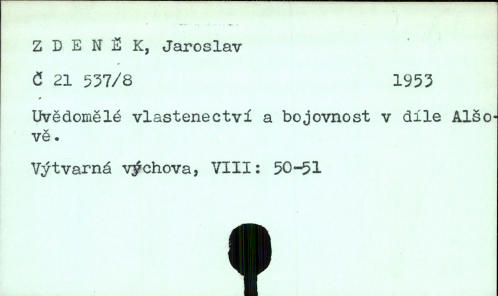 Z D E N Ě K, Jaroslav
Č 21 537/8 1953
Uvědomělé vlastenectví a bojovnost v díle Alšo-
vě.
Výtvarná výchova, VIII: 50-51